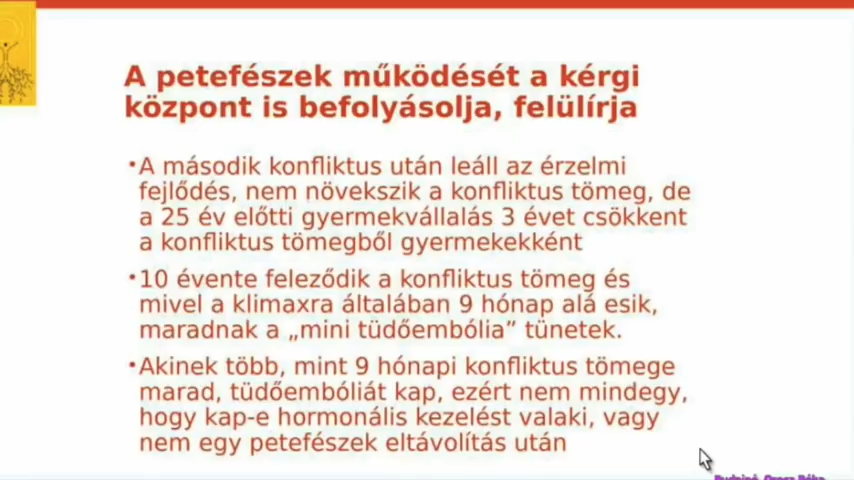 A petefészek működését a kérgi
központ is befolyásolja, felülírja
•A második konfliktus után leáll az érzelmi
fejlődés, nem növekszik a konfliktus tömeg, de
a 25 év előtti gyermekvállalás 3 évet csökkent
a konfliktus tömegből gyermekekként
•10 évente feleződik a konfliktus tömeg és
mivel a klimaxra általában 9 hónap alá esik,
maradnak a „mini tüdőembólia” tünetek.
•Akinek több, mint 9 hónapi konfliktus tömege
marad, tüdőembóliát kap, ezért nem mindegy,
hogy kap-e hormonális kezelést valaki, vagy
nem egy petefészek eltávolítás után